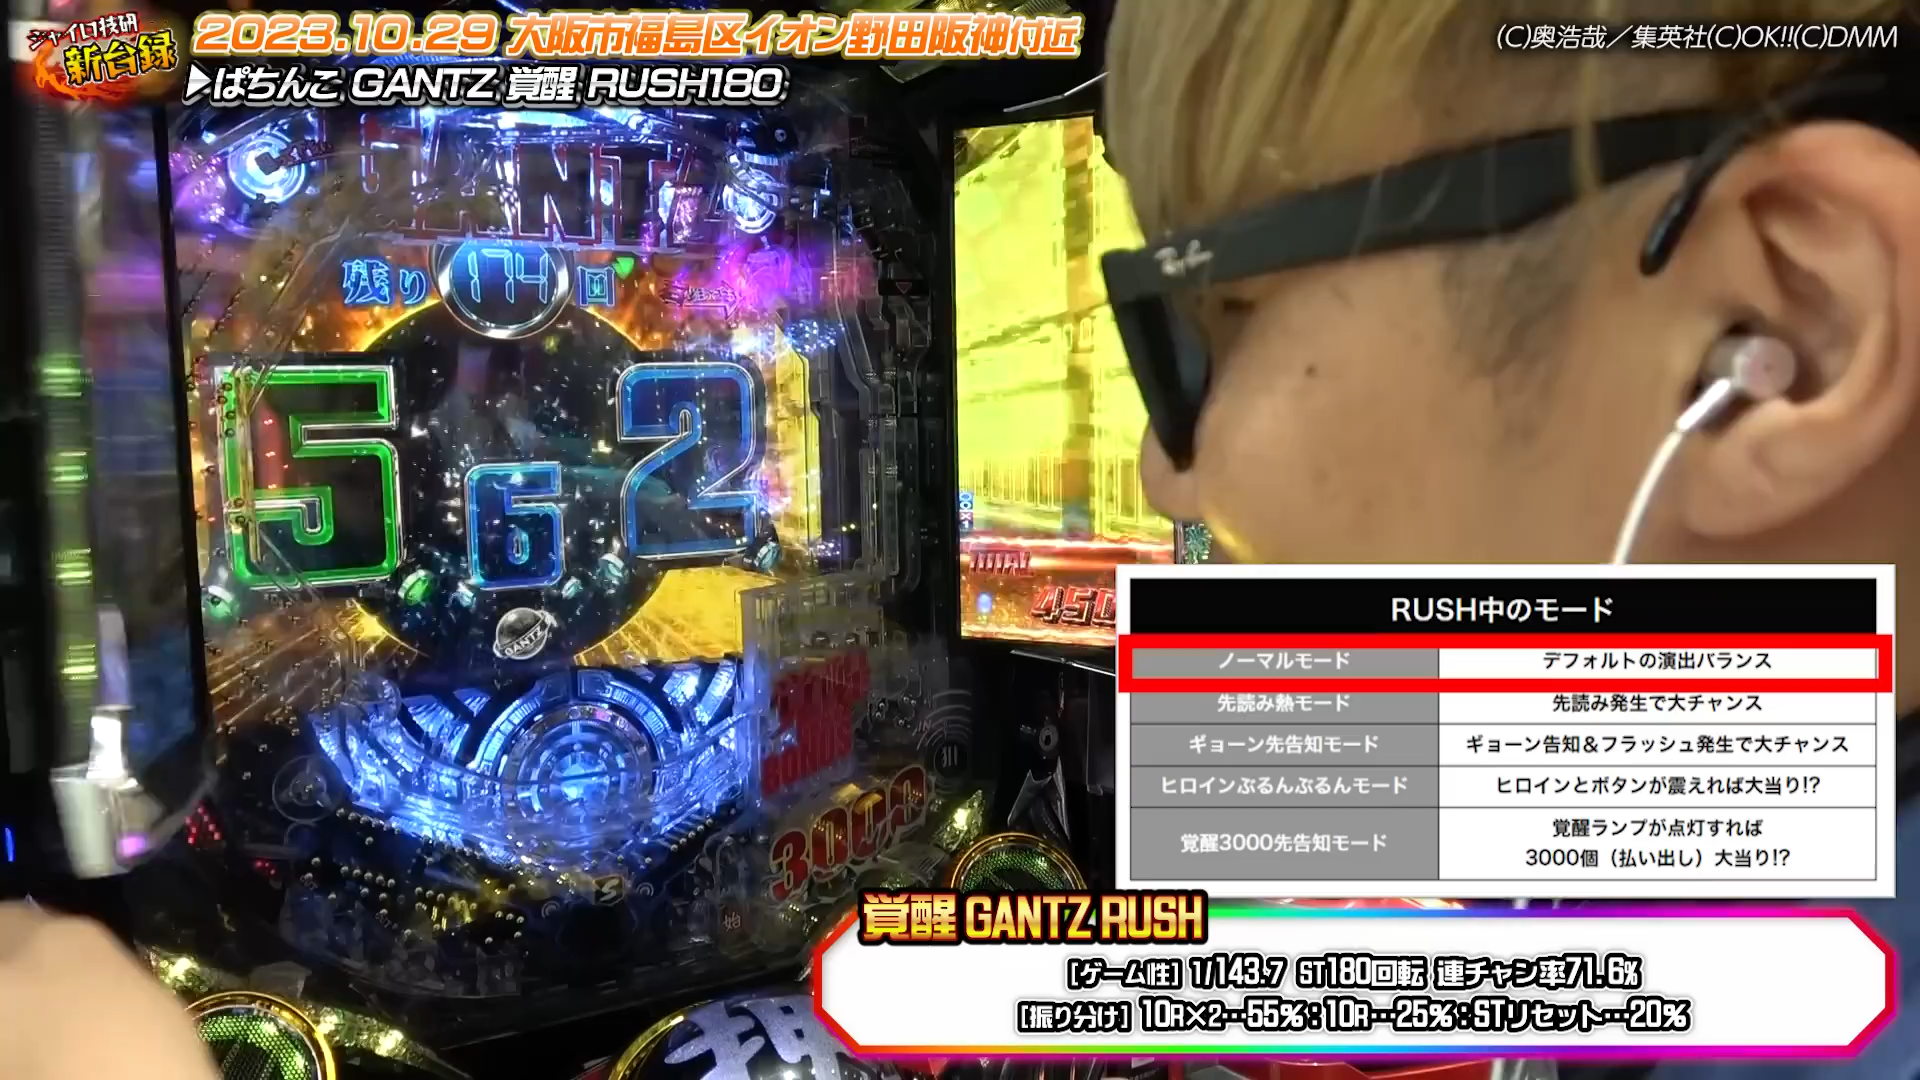 ジャイロ技研
新台録
2023.10.29 大阪市福島区イオン野田阪神付近
▶ぱちんこ GANTZ 覚醒 RUSH180
(C)奥浩哉／集英社(C)OK!!(C)DMM
GANTZ
残り 174 回
5 6 2
GANTZ
Ray-Ban
TOTAL
450
BONUS
3000
始
押
RUSH中のモード
ノーマルモード デフォルトの演出バランス
先読み熱モード 先読み発生で大チャンス
ギョーン先告知モード ギョーン告知＆フラッシュ発生で大チャンス
ヒロインぶるんぶるんモード ヒロインとボタンが震えれば大当り!?
覚醒3000先告知モード 覚醒ランプが点灯すれば
3000個（払い出し）大当り!?
覚醒 GANTZ RUSH
[ゲーム性] 1/143.7 ST180回転 連チャン率71.6%
[振り分け] 10R×2…55%：10R…25%：STリセット…20%